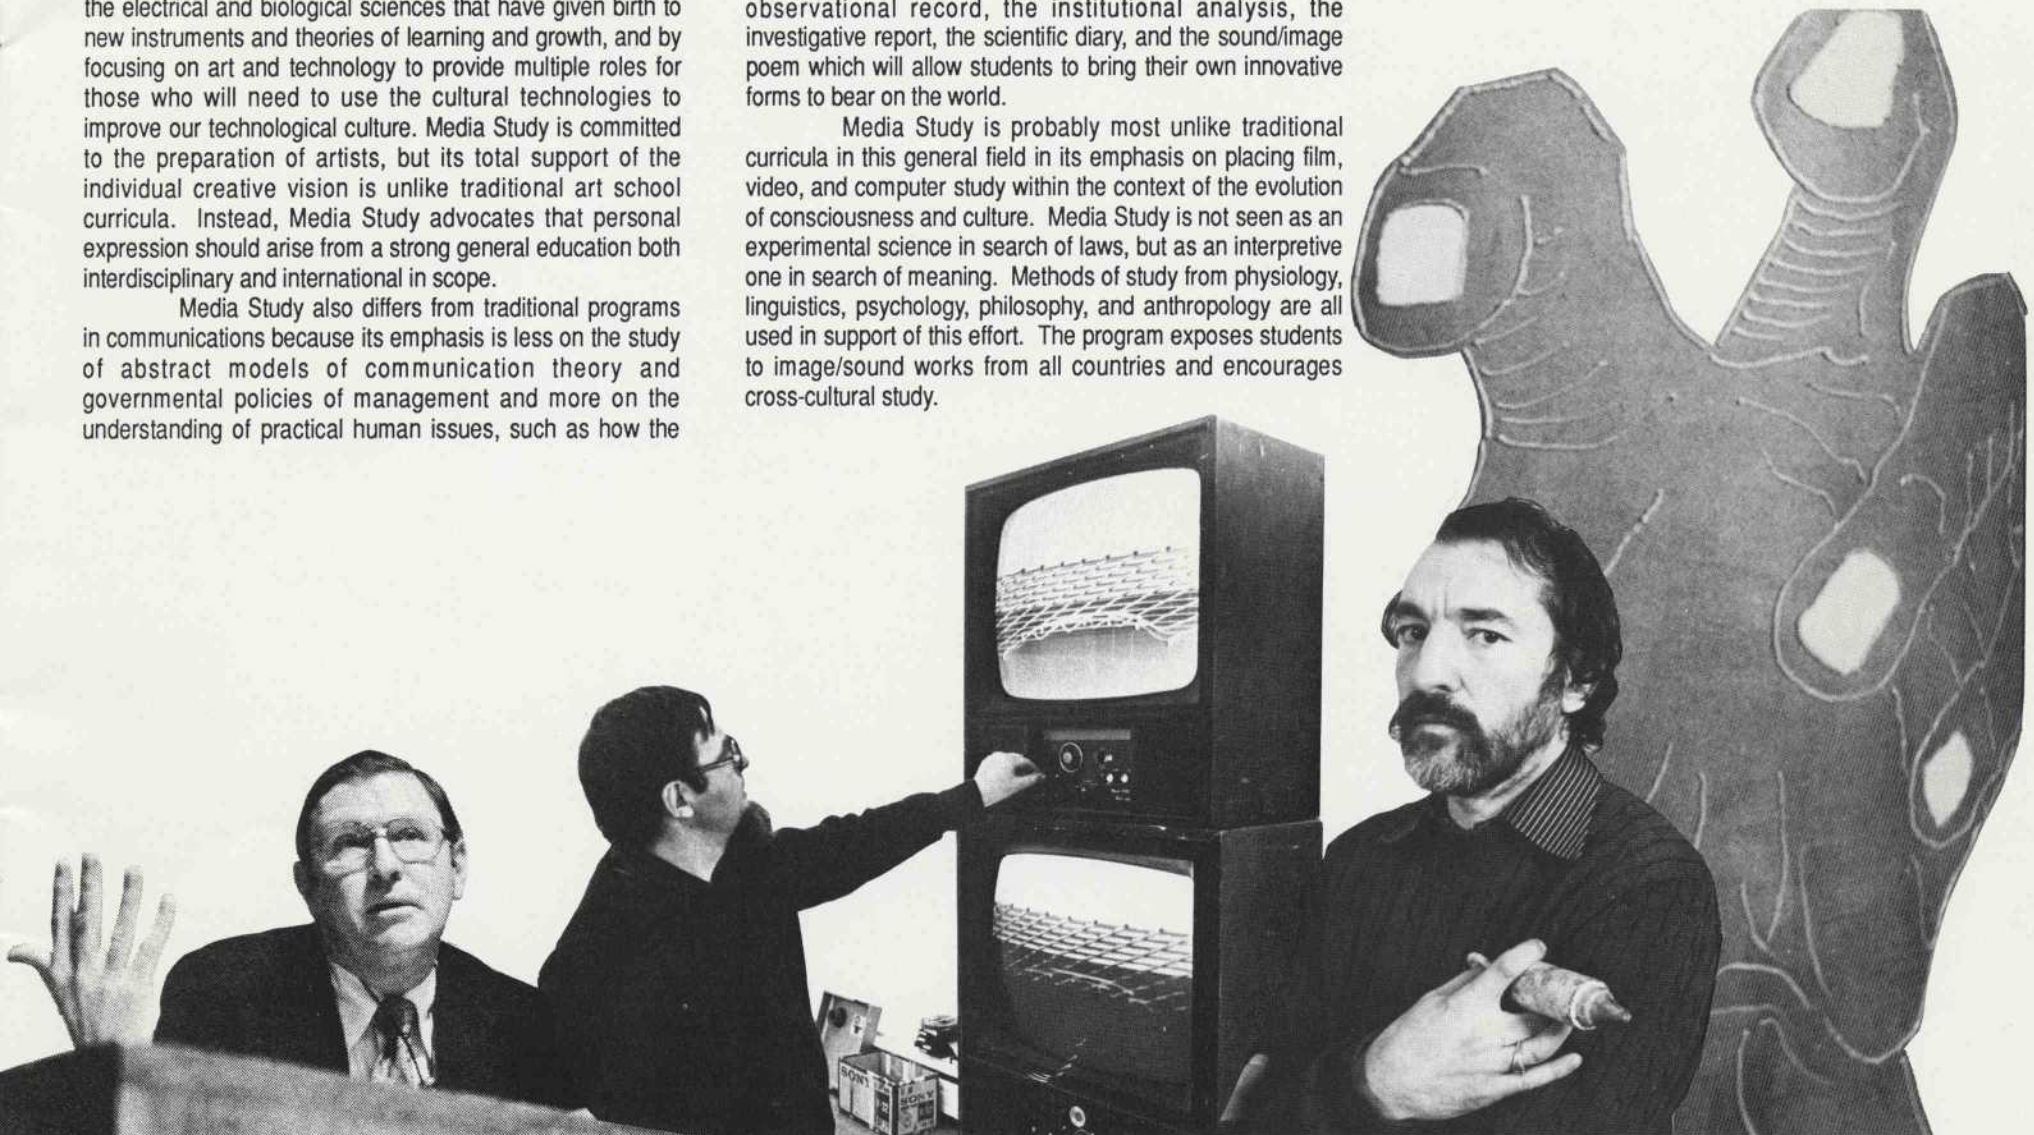 the electrical and biological sciences that have given birth to
new instruments and theories of learning and growth, and by
focusing on art and technology to provide multiple roles for
those who will need to use the cultural technologies to
improve our technological culture. Media Study is committed
to the preparation of artists, but its total support of the
individual creative vision is unlike traditional art school
curricula. Instead, Media Study advocates that personal
expression should arise from a strong general education both
interdisciplinary and international in scope.
Media Study also differs from traditional programs
in communications because its emphasis is less on the study
of abstract models of communication theory and
governmental policies of management and more on the
understanding of practical human issues, such as how the
observational record, the institutional analysis, the
investigative report, the scientific diary, and the sound/image
poem which will allow students to bring their own innovative
forms to bear on the world.
Media Study is probably most unlike traditional
curricula in this general field in its emphasis on placing film,
video, and computer study within the context of the evolution
of consciousness and culture. Media Study is not seen as an
experimental science in search of laws, but as an interpretive
one in search of meaning. Methods of study from physiology,
linguistics, psychology, philosophy, and anthropology are all
used in support of this effort. The program exposes students
to image/sound works from all countries and encourages
cross-cultural study.
SONY
SONY